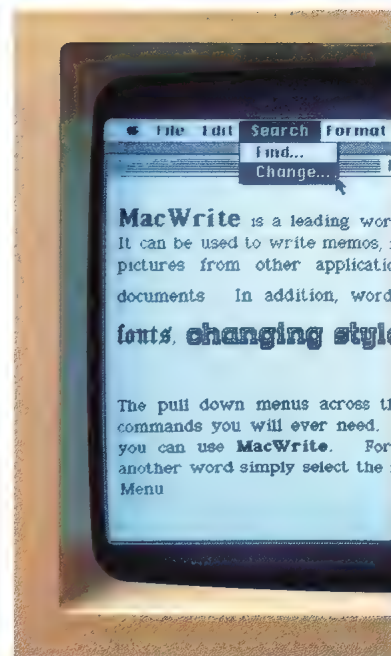 File Edit Search Format
Find...
Change...
MacWrite is a leading wor
It can be used to write memos,
pictures from other applicatio
documents In addition, word
fonts, changing style
The pull down menus across t
commands you will ever need.
you can use MacWrite. For
another word simply select the
Menu